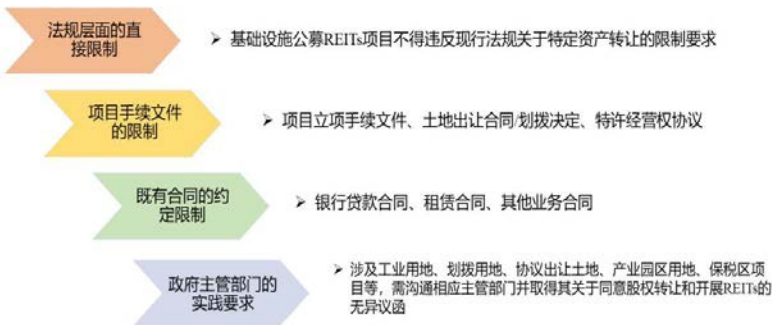 法规层面的直
接限制
➢ 基础设施公募REITs项目不得违反现行法规关于特定资产转让的限制要求
项目手续文件
的限制
➢ 项目立项手续文件、土地出让合同/划拨决定、特许经营权协议
既有合同的约
定限制
➢ 银行贷款合同、租赁合同、其他业务合同
政府主管部门的
实践要求
➢ 涉及工业用地、划拨用地、协议出让土地、产业园区用地、保税区项
目等，需沟通相应主管部门并取得其关于同意股权转让和开展REITs的
无异议函